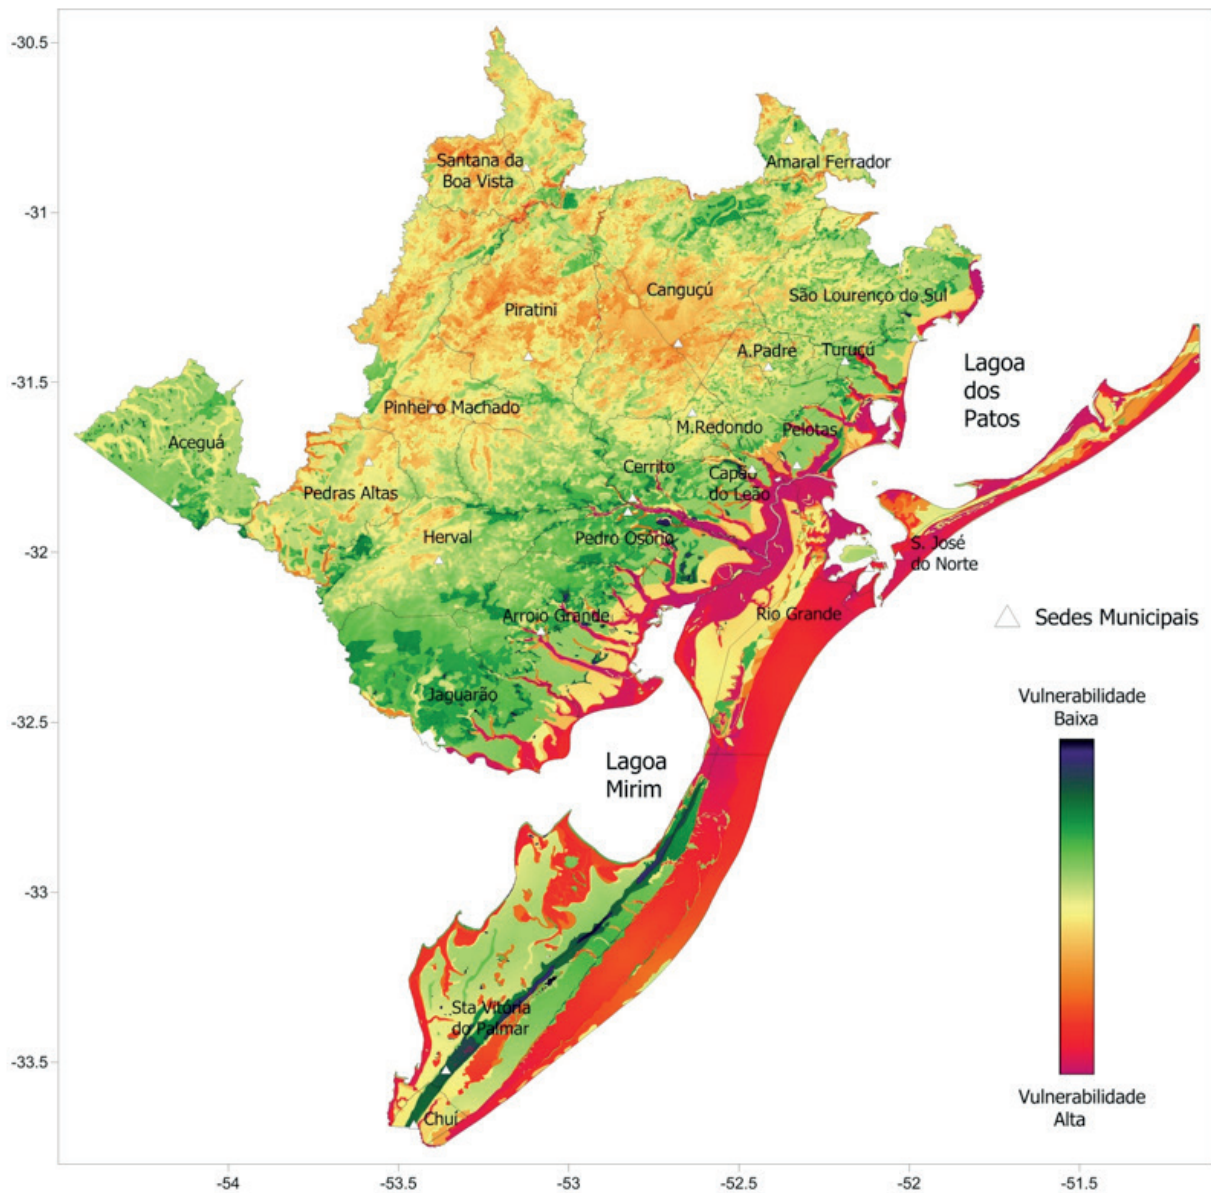 -30.5
Santana da
Boa Vista
Amaral Ferrador
-31
Canguçú
São Lourenço do Sul
Piratini
A.Padre
Turuçú
Lagoa
dos
Patos
-31.5
Pinheiro Machado
M.Redondo
Pelotas
Aceguá
Cerrito
Capão
do Leão
Pedras Altas
Herval
Pedro Osório
S. José
do Norte
-32
Arroio Grande
Rio Grande
Sedes Municipais
Jaguarão
Vulnerabilidade
Baixa
-32.5
Lagoa
Mirim
-33
Sta Vitória
do Palmar
-33.5
Vulnerabilidade
Alta
Chuí
-54
-53.5
-53
-52.5
-52
-51.5